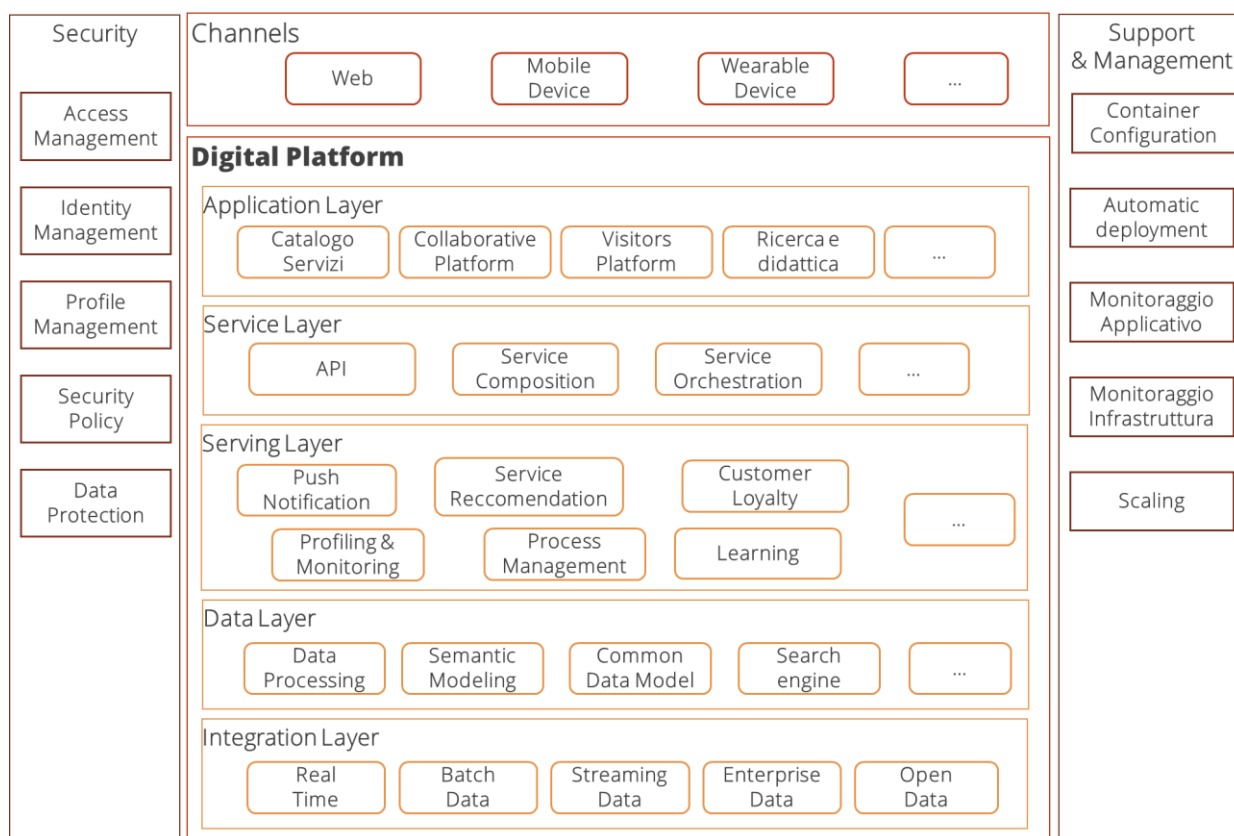 Security
Access
Management
Identity
Management
Profile
Management
Security
Policy
Data
Protection
Channels
Web
Mobile
Device
Wearable
Device
...
Digital Platform
Application Layer
Catalogo
Servizi
Collaborative
Platform
Visitors
Platform
Ricerca e
didattica
...
Service Layer
API
Service
Composition
Service
Orchestration
...
Serving Layer
Push
Notification
Service
Reccomendation
Customer
Loyalty
...
Profiling &
Monitoring
Process
Management
Learning
Data Layer
Data
Processing
Semantic
Modeling
Common
Data Model
Search
engine
...
Integration Layer
Real
Time
Batch
Data
Streaming
Data
Enterprise
Data
Open
Data
Support
& Management
Container
Configuration
Automatic
deployment
Monitoraggio
Applicativo
Monitoraggio
Infrastruttura
Scaling